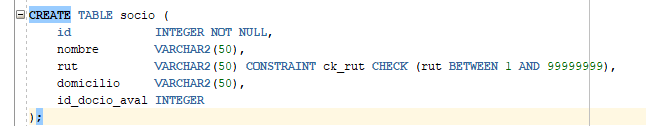 CREATE TABLE socio (
id INTEGER NOT NULL,
nombre VARCHAR2(50),
rut VARCHAR2(50) CONSTRAINT ck_rut CHECK (rut BETWEEN 1 AND 99999999),
domicilio VARCHAR2(50),
id_docio_aval INTEGER
);